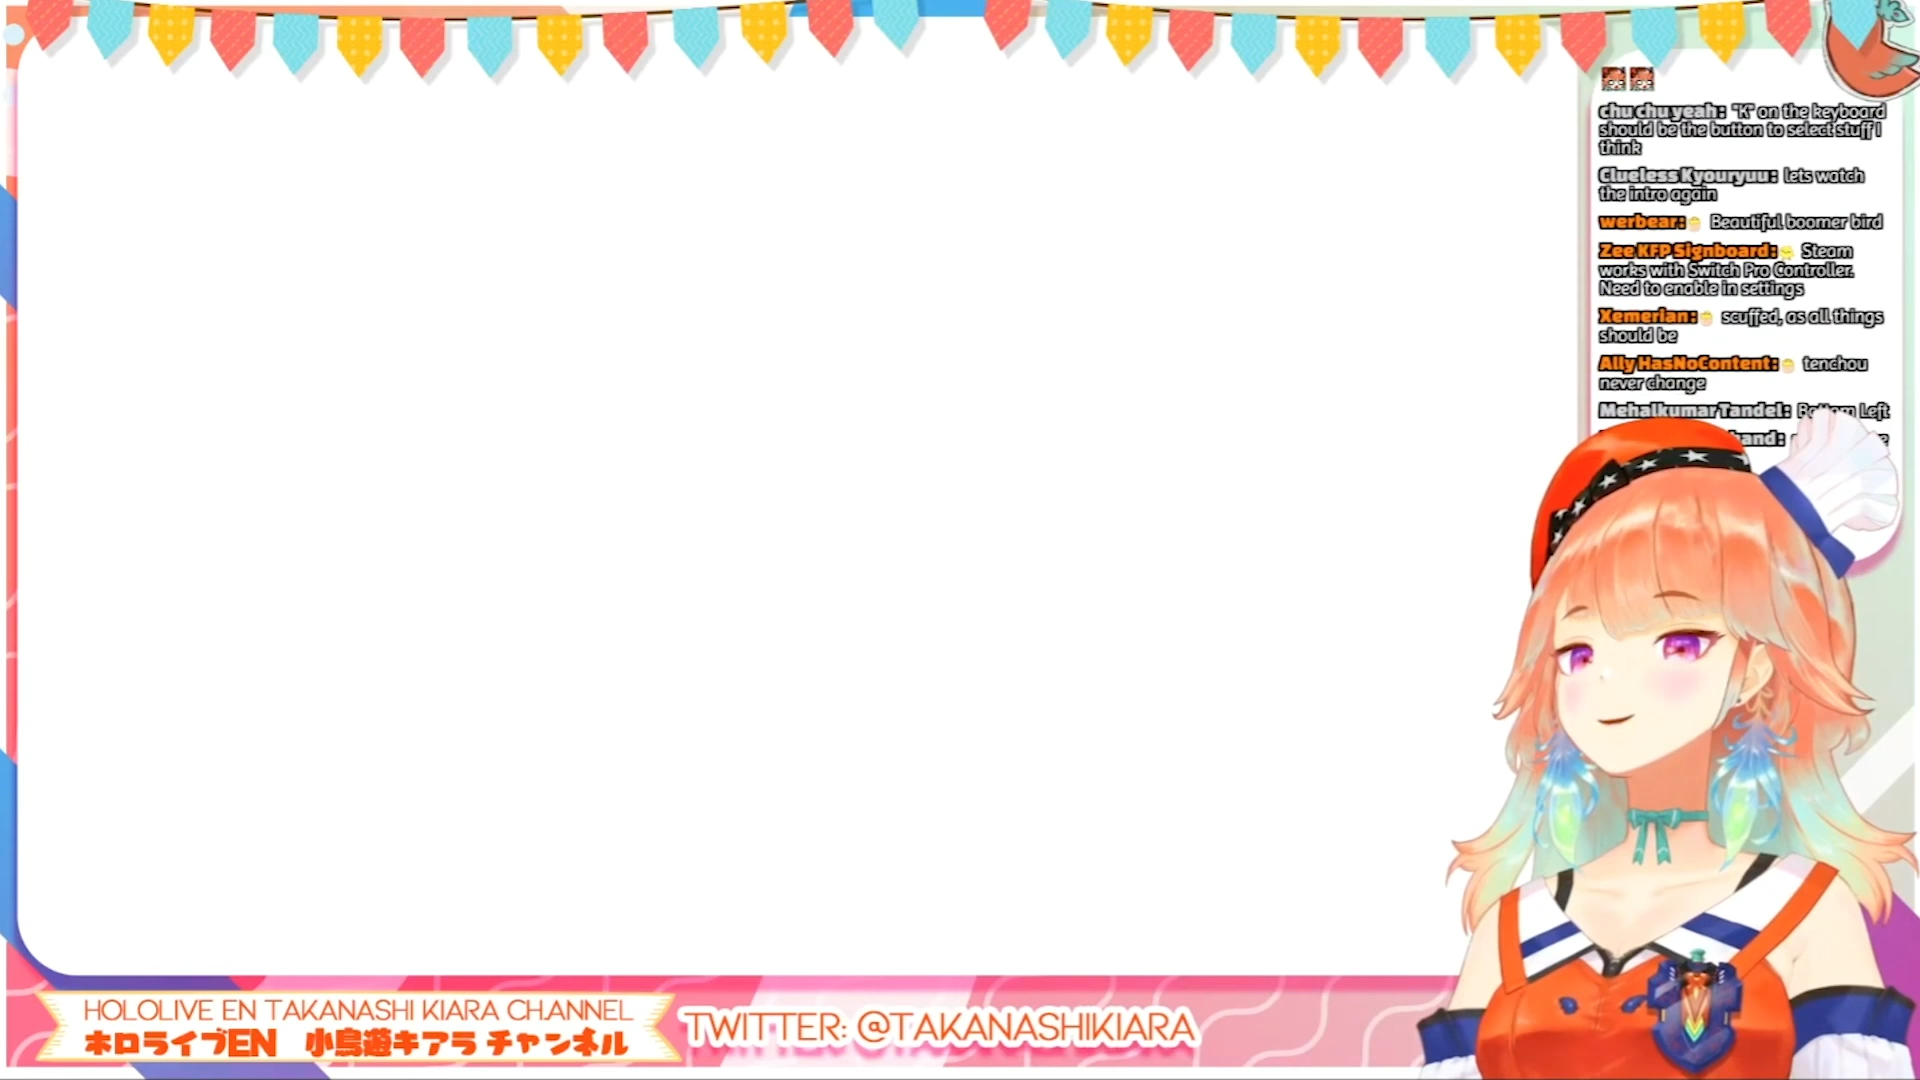 chu chu yeah: "K" on the keyboard
should be the button to select stuff I
think
Clueless Kyouryuu: lets watch
the intro again
werbear: Beautiful boomer bird
Zee KFP Signboard: Steam
works with Switch Pro Controller.
Need to enable in settings
Xemerian: scuffed, as all things
should be
Ally HasNoContent: tenchou
never change
Mehalkumar Tandel: Bottom Left
HOLOLIVE EN TAKANASHI KIARA CHANNEL
ホロライブEN 小鳥遊キアラ チャンネル
TWITTER: @TAKANASHIKIARA